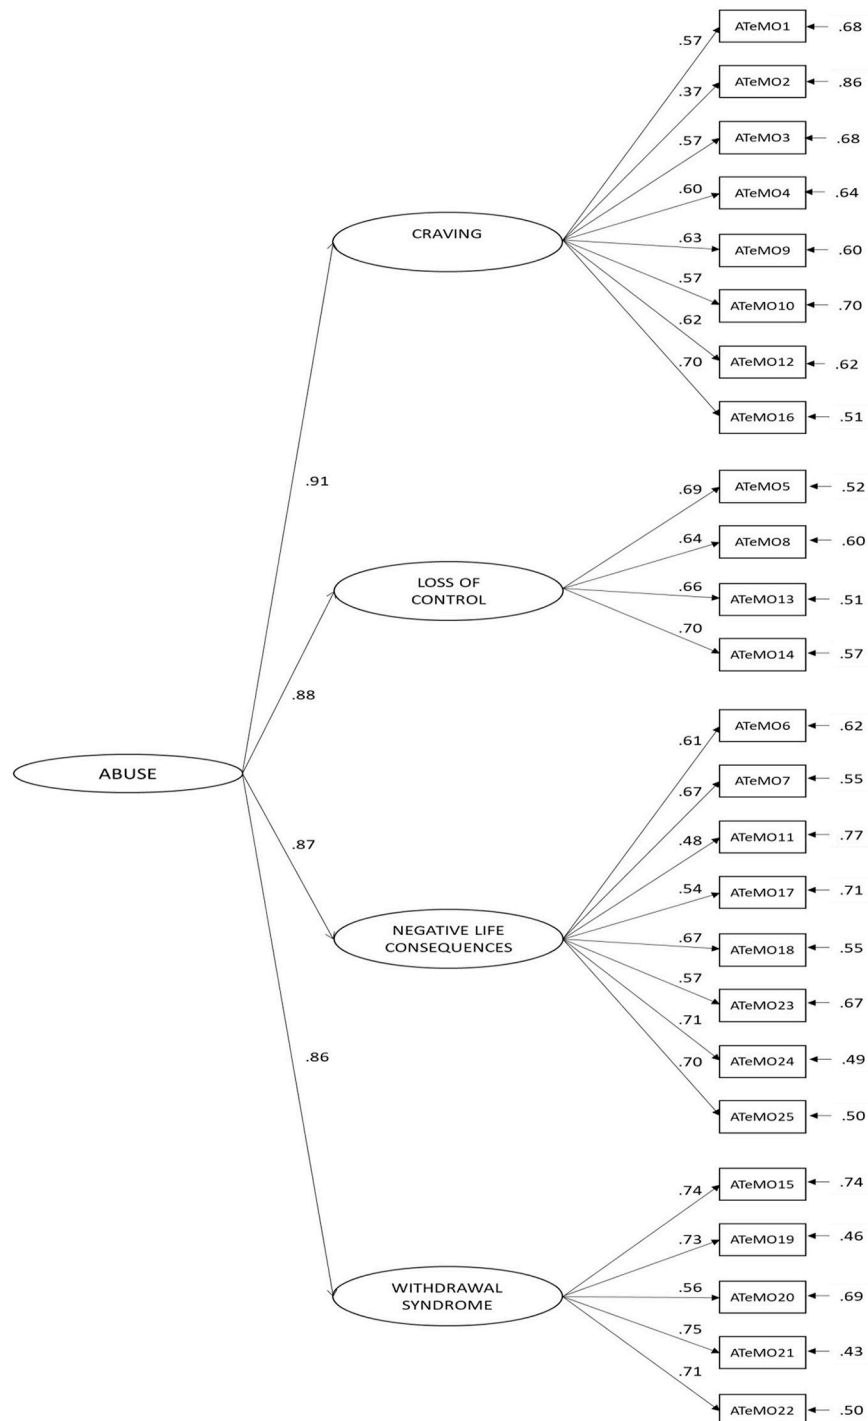 ATeMO1 .68
.57
ATeMO2 .86
.37
ATeMO3 .68
.57
ATeMO4 .64
.60
CRAVING
.63
ATeMO9 .60
.57
ATeMO10 .70
.62
ATeMO12 .62
.70
ATeMO16 .51
.91
.69
ATeMO5 .52
.64
ATeMO8 .60
LOSS OF
CONTROL
.66
ATeMO13 .51
.70
ATeMO14 .57
.88
ATeMO6 .62
.61
ABUSE
ATeMO7 .55
.67
.87
.48
ATeMO11 .77
.54
ATeMO17 .71
NEGATIVE LIFE
CONSEQUENCES
.67
ATeMO18 .55
.57
ATeMO23 .67
.71
.86
ATeMO24 .49
.70
ATeMO25 .50
ATeMO15 .74
.74
.73
ATeMO19 .46
WITHDRAWAL
SYNDROME
.56
ATeMO20 .69
.75
ATeMO21 .43
.71
ATeMO22 .50